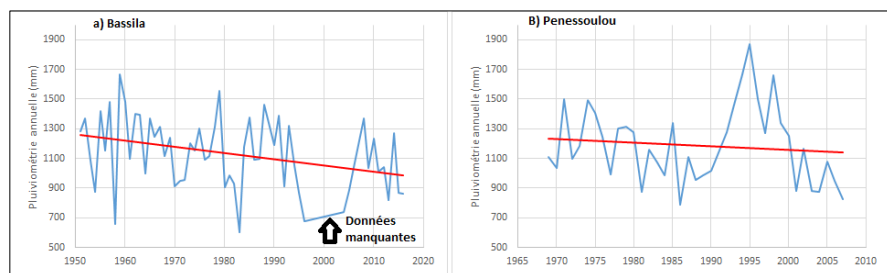 a) Bassila
Pluiviométrie annuelle (mm)
1900
1700
1500
1300
1100
900
700
500
1950 1960 1970 1980 1990 2000 2010 2020
Données
manquantes
B) Penessoulou
Pluviométrie annuelle (mm)
1900
1700
1500
1300
1100
900
700
500
1965 1970 1975 1980 1985 1990 1995 2000 2005 2010